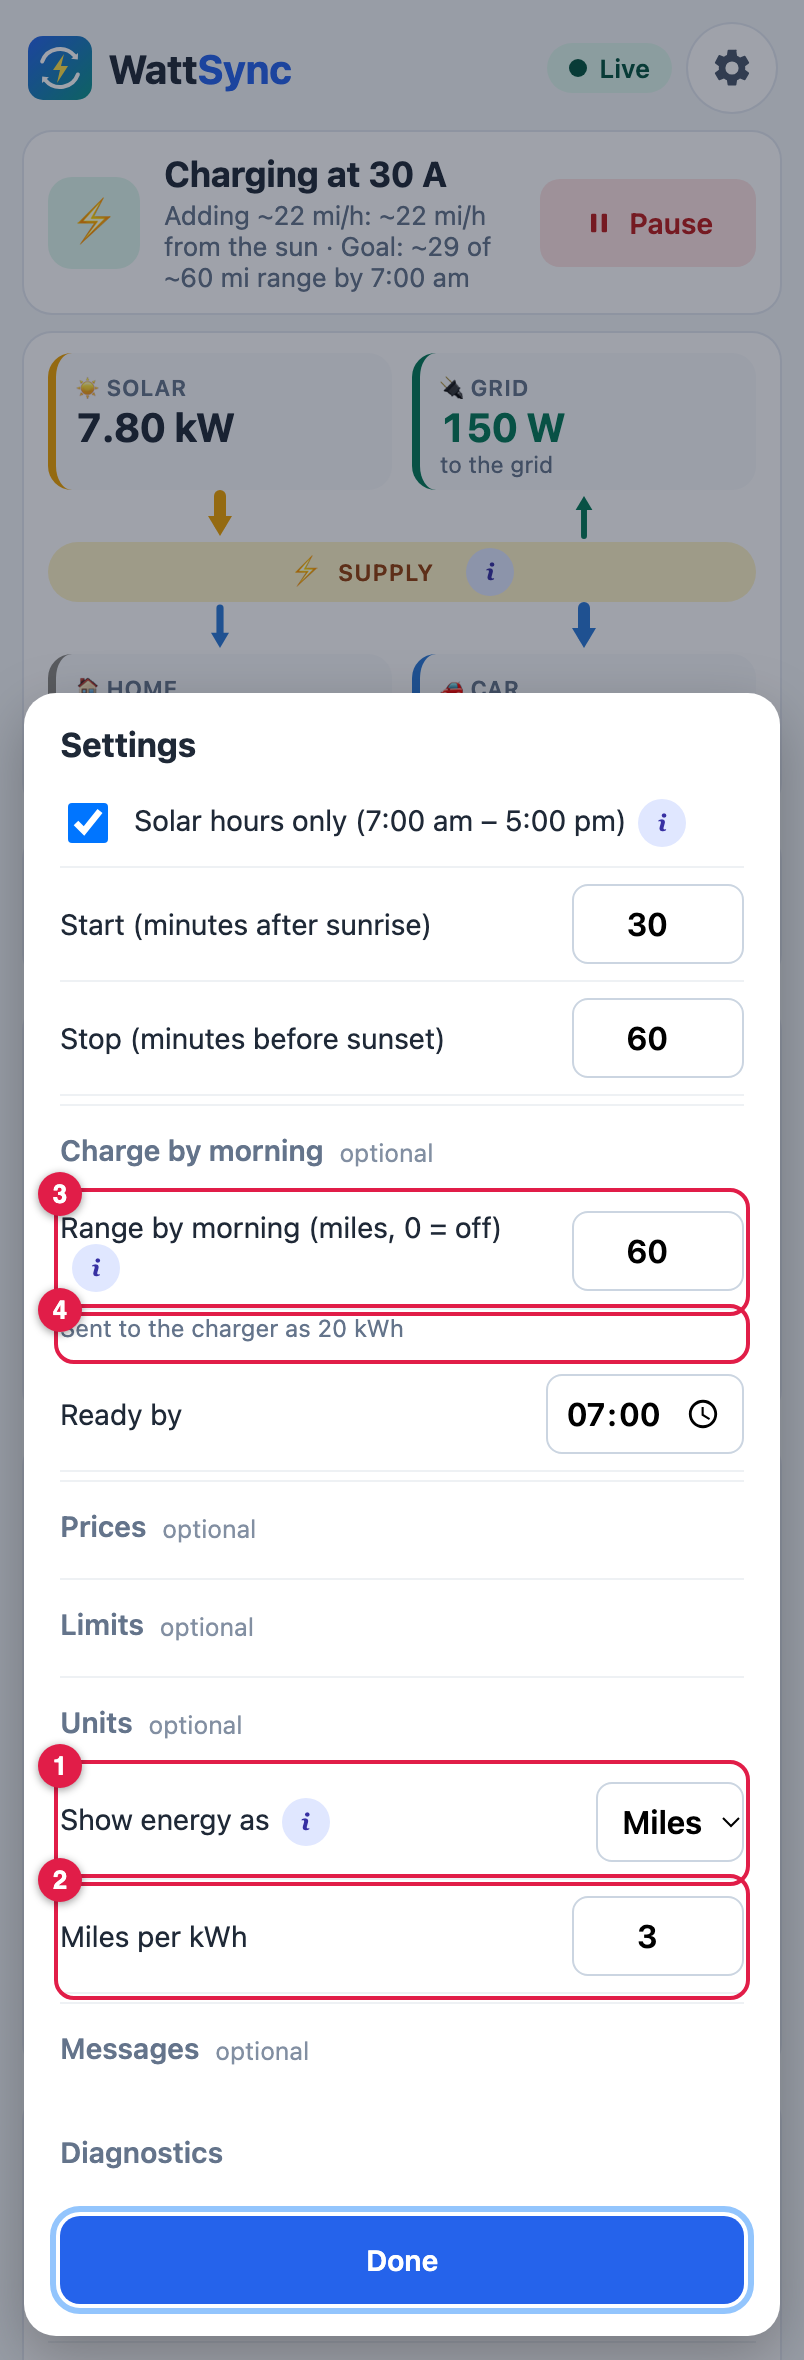 WattSync
Live
Charging at 30 A
Adding ~22 mi/h: ~22 mi/h
from the sun · Goal: ~29 of
~60 mi range by 7:00 am
Pause
SOLAR
7.80 kW
GRID
150 W
to the grid
SUPPLY i
HOME
CAR
Settings
Solar hours only (7:00 am – 5:00 pm) i
Start (minutes after sunrise) 30
Stop (minutes before sunset) 60
Charge by morning optional
3
Range by morning (miles, 0 = off)
i
60
4
Sent to the charger as 20 kWh
Ready by 07:00
Prices optional
Limits optional
Units optional
1
Show energy as i Miles
2
Miles per kWh 3
Messages optional
Diagnostics
Done